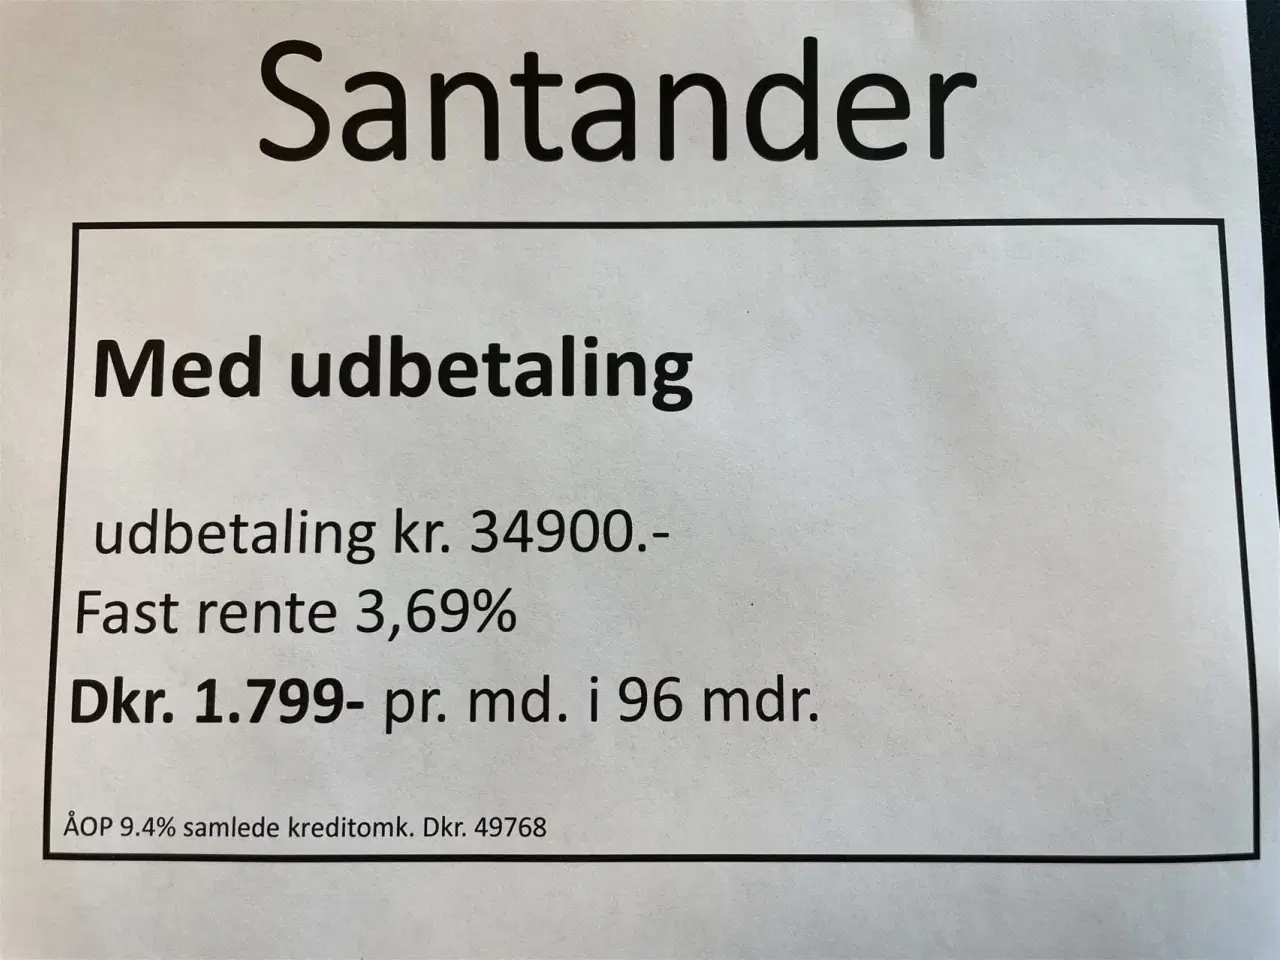 Santander
Med udbetaling
udbetaling kr. 34900.-
Fast rente 3,69%
Dkr. 1.799- pr. md. i 96 mdr.
ÅOP 9.4% samlede kreditomk. Dkr. 49768